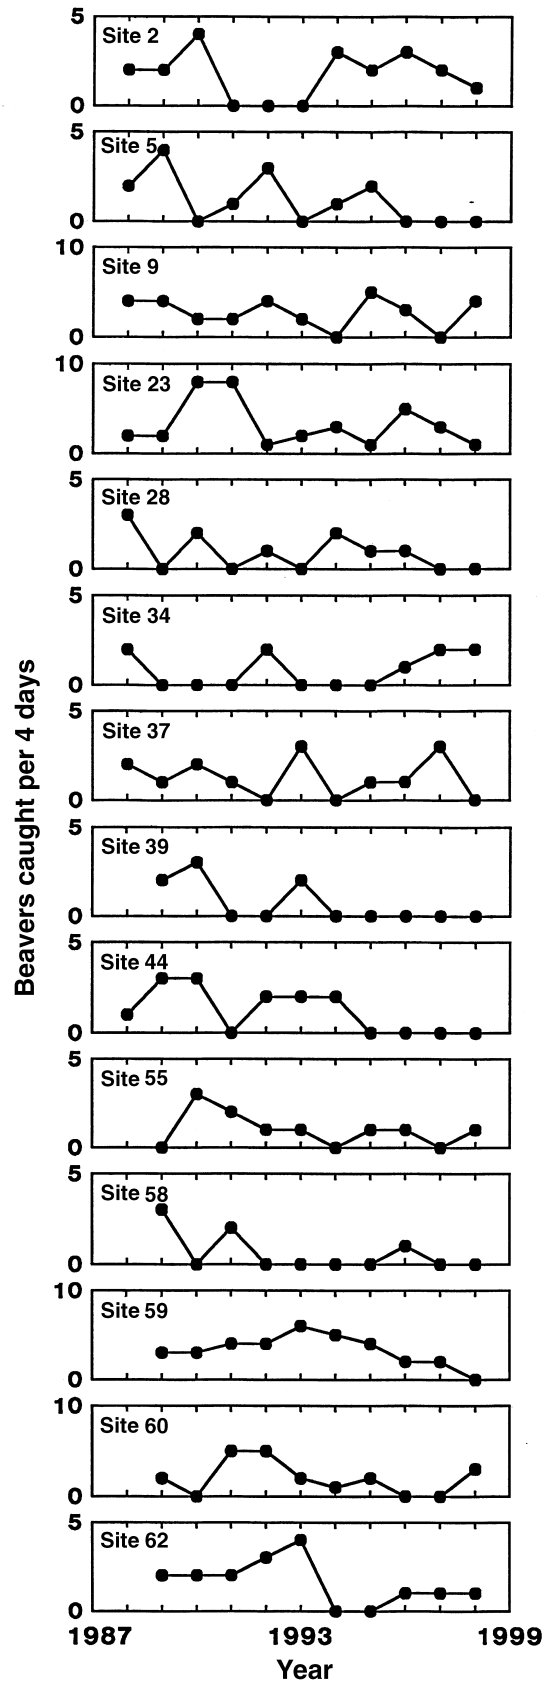 5
Site 2
0
5
Site 5
0
10
Site 9
0
10
Site 23
0
5
Site 28
0
5
Site 34
0
5
Site 37
0
5
Site 39
0
5
Site 44
0
5
Site 55
0
5
Site 58
0
10
Site 59
0
10
Site 60
0
5
Site 62
0
Beavers caught per 4 days
1987 1993 1999
Year